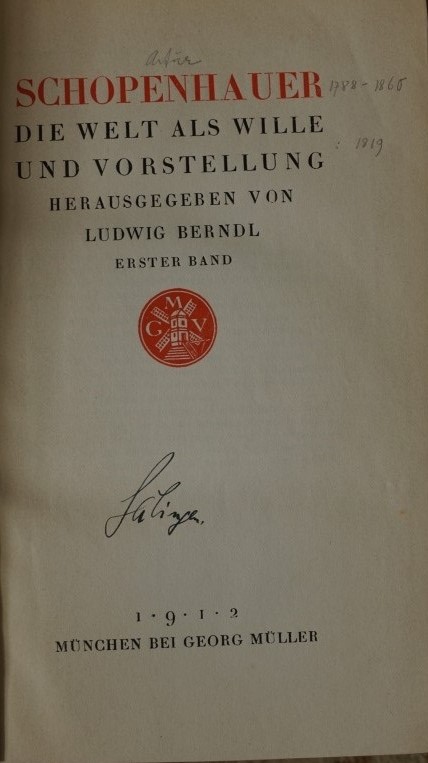 Artur
SCHOPENHAUER 1788-1860
DIE WELT ALS WILLE : 1819
UND VORSTELLUNG
HERAUSGEGEBEN VON
LUDWIG BERNDL
ERSTER BAND
G M V
1·9·1·2
MÜNCHEN BEI GEORG MÜLLER